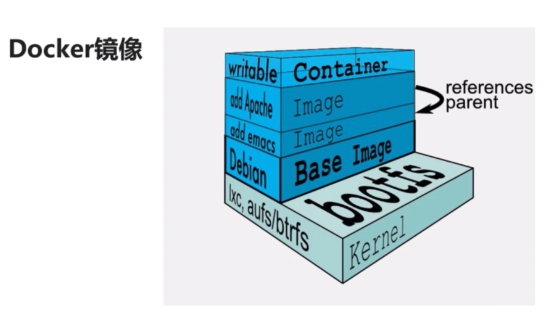 Docker镜像
writable Container
add Apache Image
references
parent
add emacs Image
Debian Base Image
lxc, aufs/btrfs
bootfs
Kernel